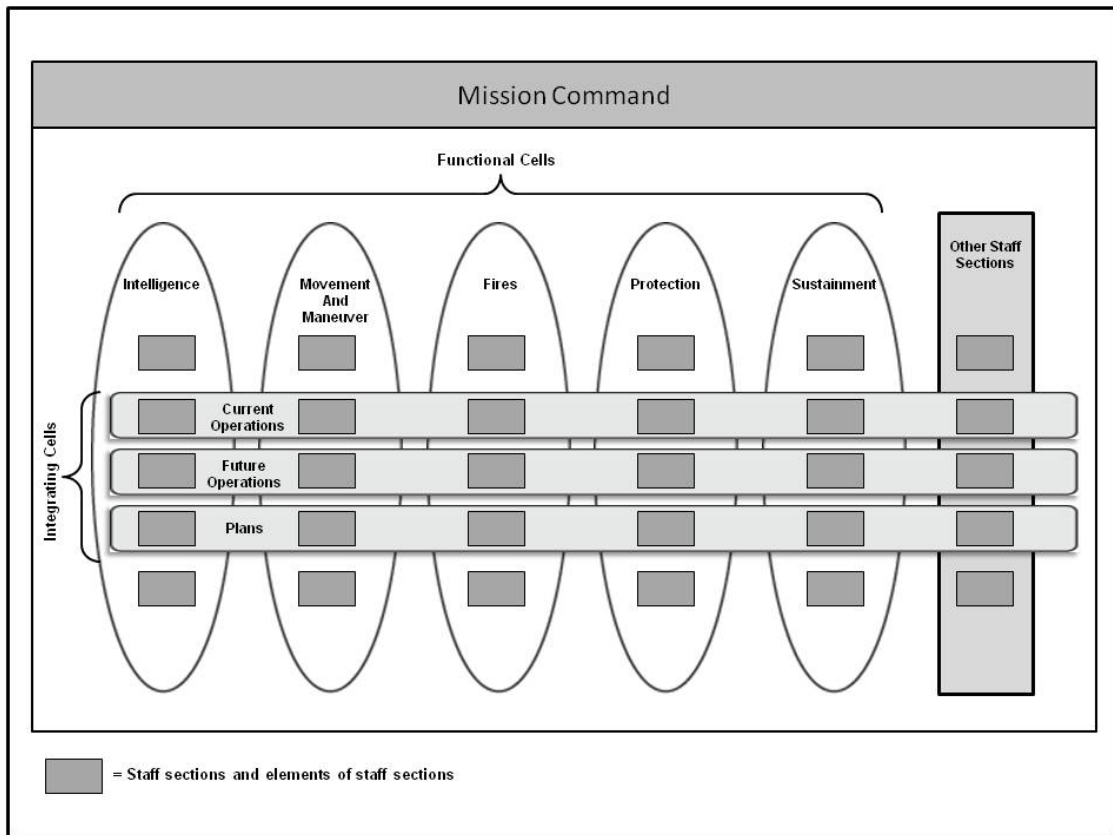 Mission Command
Functional Cells
Intelligence
Movement
And
Maneuver
Fires
Protection
Sustainment
Other Staff
Sections
Integrating Cells
Current
Operations
Future
Operations
Plans
= Staff sections and elements of staff sections